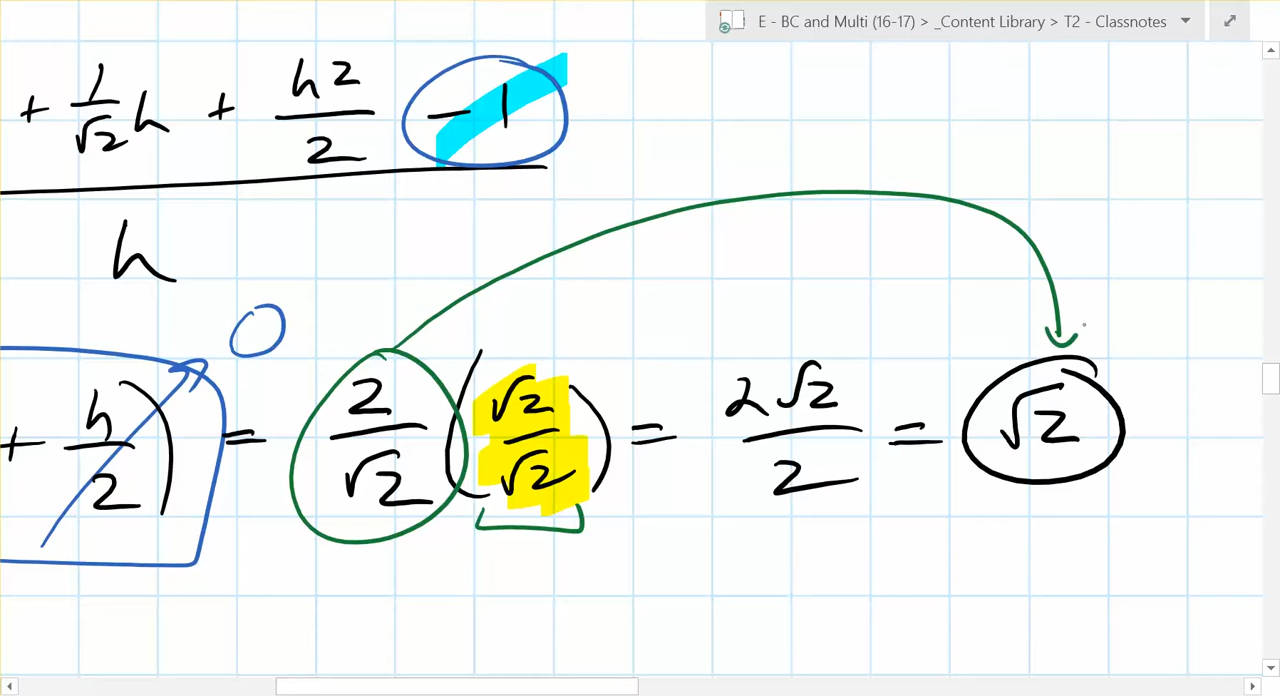 E - BC and Multi (16-17) > _Content Library > T2 - Classnotes
+ 1/√2 h + h2/2 - 1
h
0
+ h/2) = 2/√2 (√2/√2) = 2√2/2 = √2